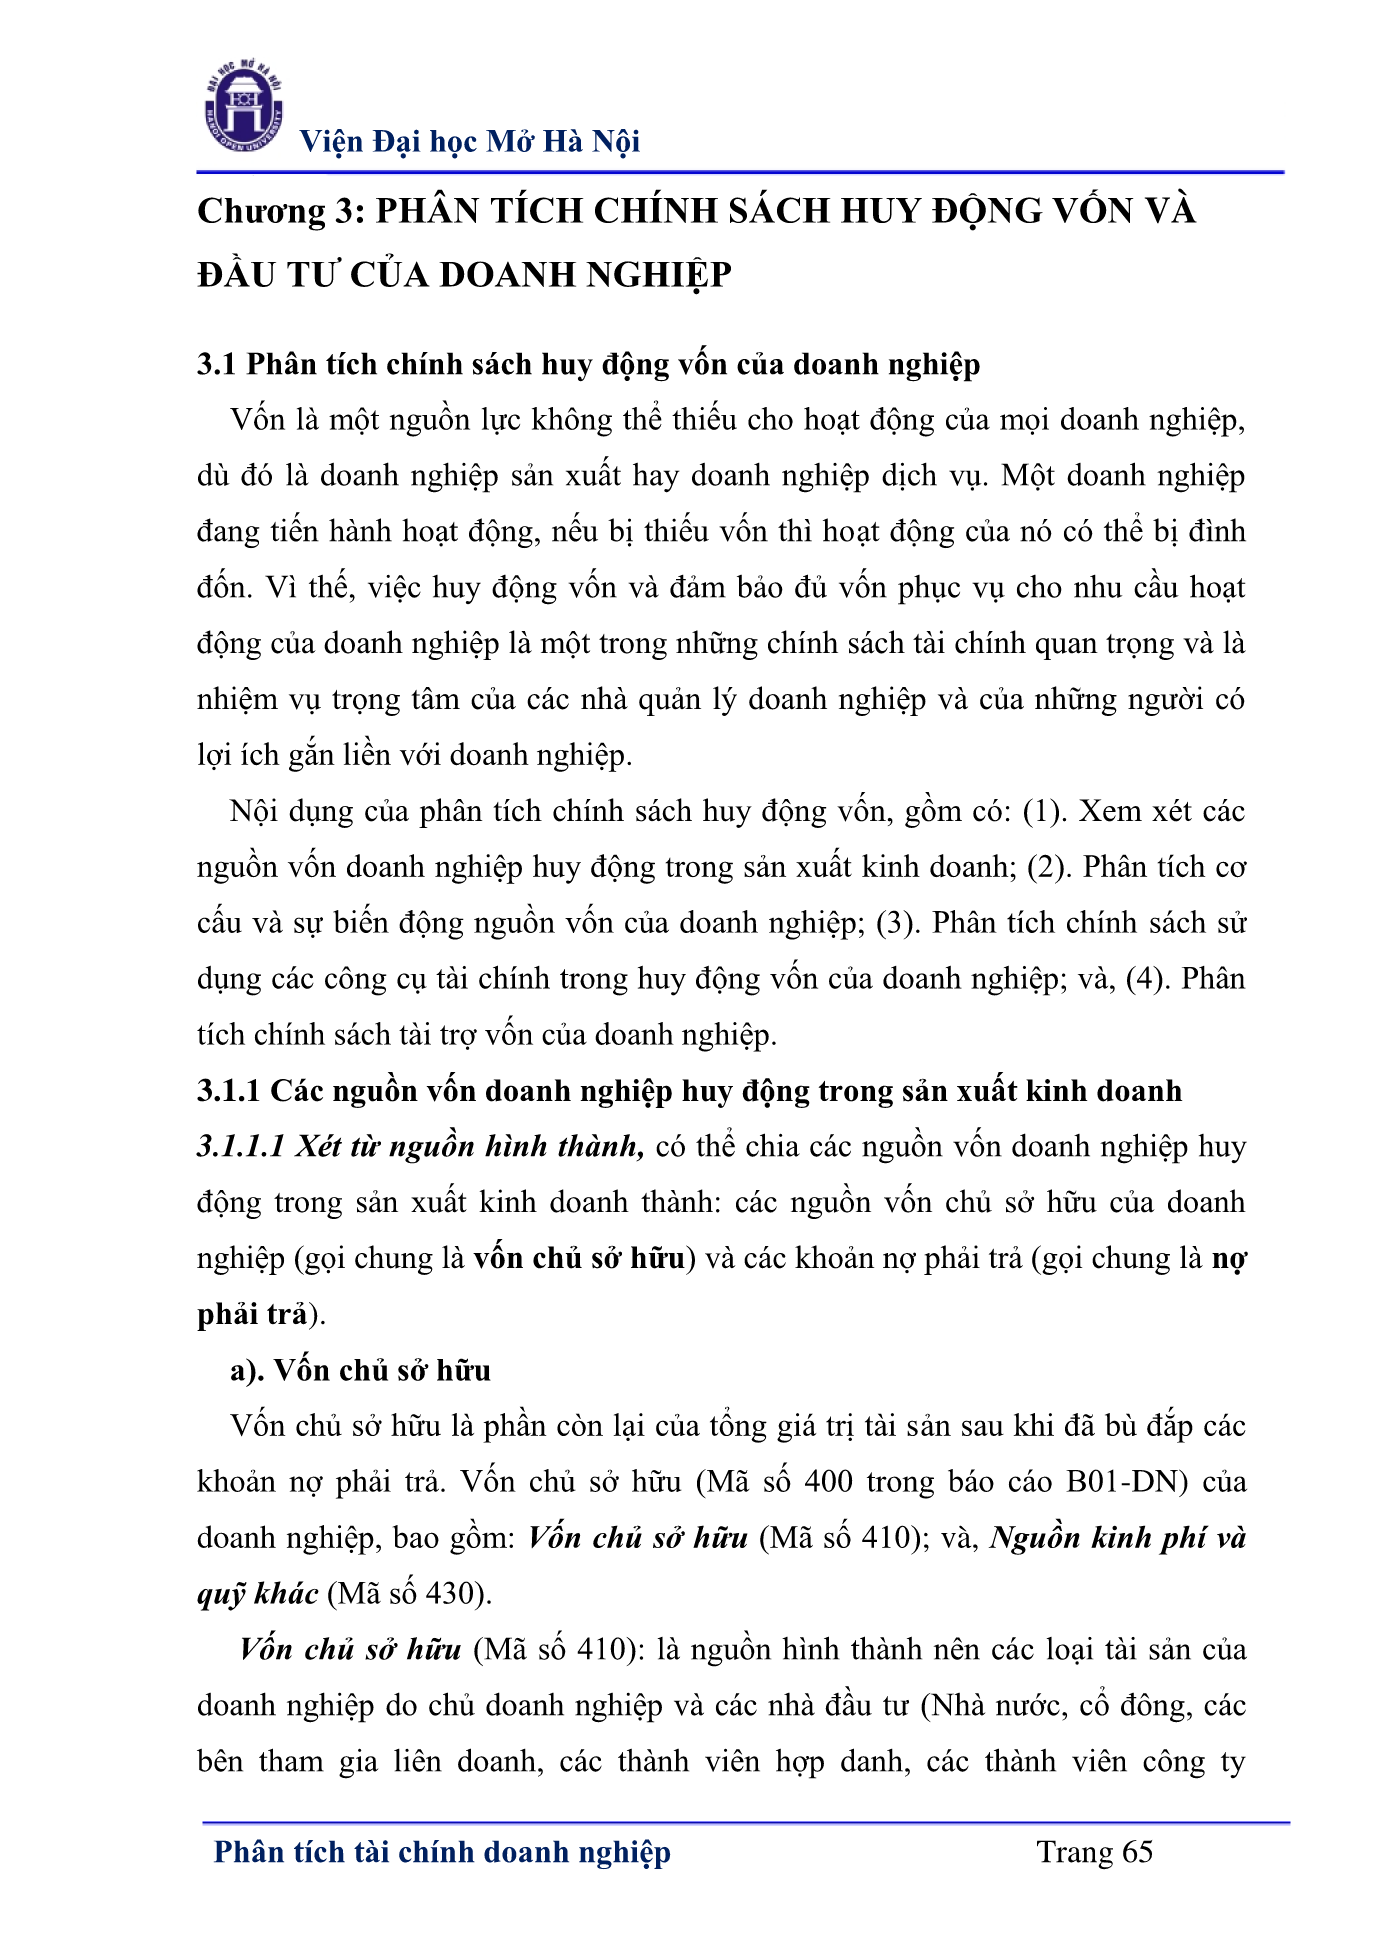 ĐẠI HỌC MỞ HÀ NỘI
HANOI OPEN UNIVERSITY
Viện Đại học Mở Hà Nội
Chương 3: PHÂN TÍCH CHÍNH SÁCH HUY ĐỘNG VỐN VÀ
ĐẦU TƯ CỦA DOANH NGHIỆP
3.1 Phân tích chính sách huy động vốn của doanh nghiệp
Vốn là một nguồn lực không thể thiếu cho hoạt động của mọi doanh nghiệp,
dù đó là doanh nghiệp sản xuất hay doanh nghiệp dịch vụ. Một doanh nghiệp
đang tiến hành hoạt động, nếu bị thiếu vốn thì hoạt động của nó có thể bị đình
đốn. Vì thế, việc huy động vốn và đảm bảo đủ vốn phục vụ cho nhu cầu hoạt
động của doanh nghiệp là một trong những chính sách tài chính quan trọng và là
nhiệm vụ trọng tâm của các nhà quản lý doanh nghiệp và của những người có
lợi ích gắn liền với doanh nghiệp.
Nội dụng của phân tích chính sách huy động vốn, gồm có: (1). Xem xét các
nguồn vốn doanh nghiệp huy động trong sản xuất kinh doanh; (2). Phân tích cơ
cấu và sự biến động nguồn vốn của doanh nghiệp; (3). Phân tích chính sách sử
dụng các công cụ tài chính trong huy động vốn của doanh nghiệp; và, (4). Phân
tích chính sách tài trợ vốn của doanh nghiệp.
3.1.1 Các nguồn vốn doanh nghiệp huy động trong sản xuất kinh doanh
3.1.1.1 Xét từ nguồn hình thành, có thể chia các nguồn vốn doanh nghiệp huy
động trong sản xuất kinh doanh thành: các nguồn vốn chủ sở hữu của doanh
nghiệp (gọi chung là vốn chủ sở hữu) và các khoản nợ phải trả (gọi chung là nợ
phải trả).
a). Vốn chủ sở hữu
Vốn chủ sở hữu là phần còn lại của tổng giá trị tài sản sau khi đã bù đắp các
khoản nợ phải trả. Vốn chủ sở hữu (Mã số 400 trong báo cáo B01-DN) của
doanh nghiệp, bao gồm: Vốn chủ sở hữu (Mã số 410); và, Nguồn kinh phí và
quỹ khác (Mã số 430).
Vốn chủ sở hữu (Mã số 410): là nguồn hình thành nên các loại tài sản của
doanh nghiệp do chủ doanh nghiệp và các nhà đầu tư (Nhà nước, cổ đông, các
bên tham gia liên doanh, các thành viên hợp danh, các thành viên công ty
Phân tích tài chính doanh nghiệp Trang 65